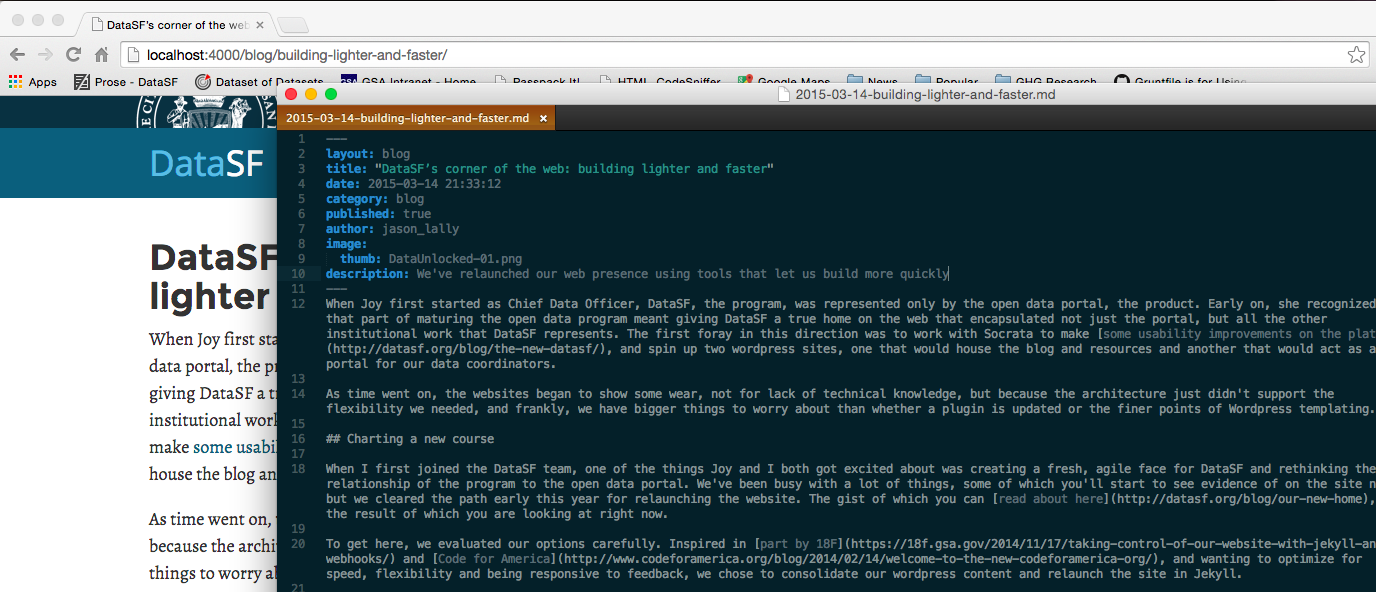 DataSF's corner of the web
localhost:4000/blog/building-lighter-and-faster/
Apps Prose - DataSF Dataset of Datasets GSA Intranet - Home Passpack It! HTML_CodeSniffer Google Maps News Popular GHG Research Gruntfile is for Using
DataSF
DataSF
lighter
When Joy first sta
data portal, the pr
giving DataSF a t
institutional work
make some usabil
house the blog an
As time went on,
because the archi
things to worry al
2015-03-14-building-lighter-and-faster.md
2015-03-14-building-lighter-and-faster.md ×
1 ---
2 layout: blog
3 title: "DataSF’s corner of the web: building lighter and faster"
4 date: 2015-03-14 21:33:12
5 category: blog
6 published: true
7 author: jason_lally
8 image:
9 thumb: DataUnlocked-01.png
10 description: We've relaunched our web presence using tools that let us build more quickly
11 ---
12 When Joy first started as Chief Data Officer, DataSF, the program, was represented only by the open data portal, the product. Early on, she recognized
that part of maturing the open data program meant giving DataSF a true home on the web that encapsulated not just the portal, but all the other
institutional work that DataSF represents. The first foray in this direction was to work with Socrata to make [some usability improvements on the plat
(http://datasf.org/blog/the-new-datasf/), and spin up two wordpress sites, one that would house the blog and resources and another that would act as a
portal for our data coordinators.
13
14 As time went on, the websites began to show some wear, not for lack of technical knowledge, but because the architecture just didn't support the
flexibility we needed, and frankly, we have bigger things to worry about than whether a plugin is updated or the finer points of Wordpress templating.
15
16 ## Charting a new course
17
18 When I first joined the DataSF team, one of the things Joy and I both got excited about was creating a fresh, agile face for DataSF and rethinking the
relationship of the program to the open data portal. We've been busy with a lot of things, some of which you'll start to see evidence of on the site n
but we cleared the path early this year for relaunching the website. The gist of which you can [read about here](http://datasf.org/blog/our-new-home),
the result of which you are looking at right now.
19
20 To get here, we evaluated our options carefully. Inspired in [part by 18F](https://18f.gsa.gov/2014/11/17/taking-control-of-our-website-with-jekyll-an
webhooks/) and [Code for America](http://www.codeforamerica.org/blog/2014/02/14/welcome-to-the-new-codeforamerica-org/), and wanting to optimize for
speed, flexibility and being responsive to feedback, we chose to consolidate our wordpress content and relaunch the site in Jekyll.
21